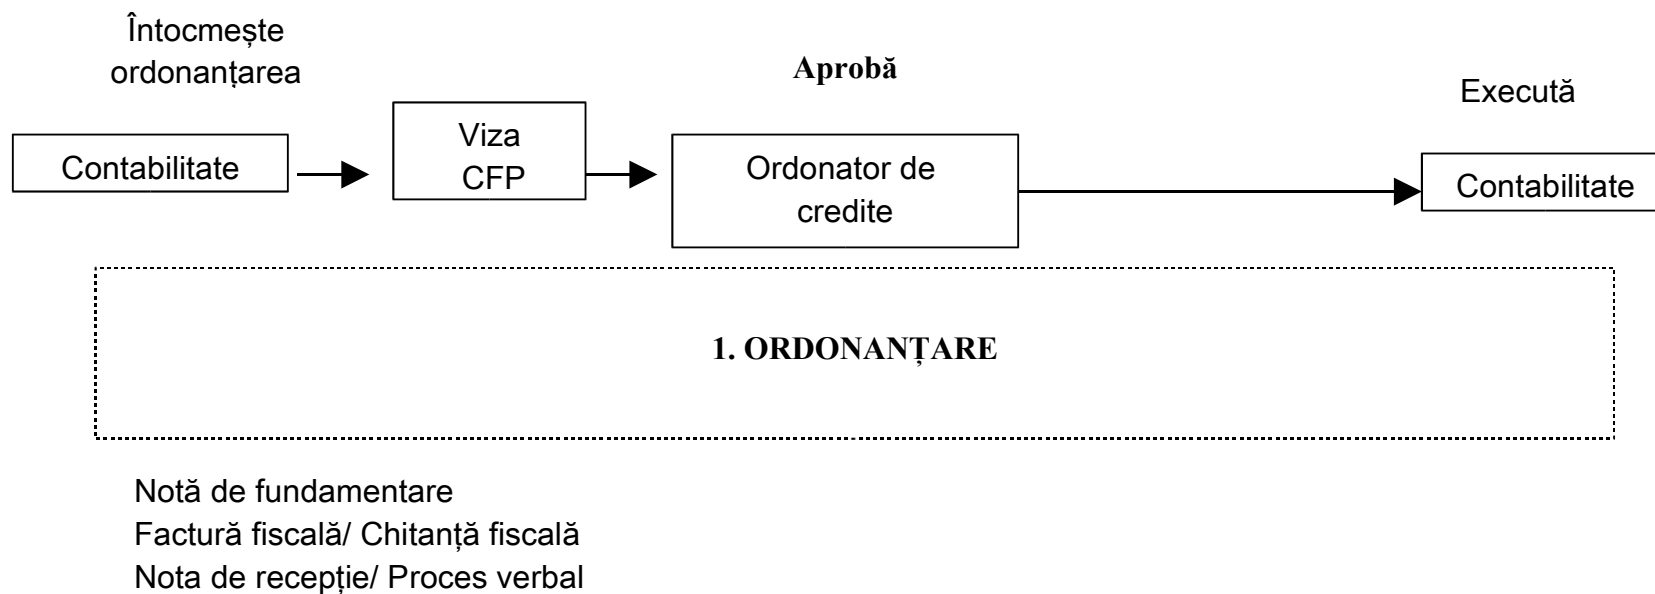 Întocmește
ordonanțarea
Aprobă
Execută
Contabilitate
Viza
CFP
Ordonator de
credite
Contabilitate
1. ORDONANȚARE
Notă de fundamentare
Factură fiscală/ Chitanță fiscală
Nota de recepție/ Proces verbal